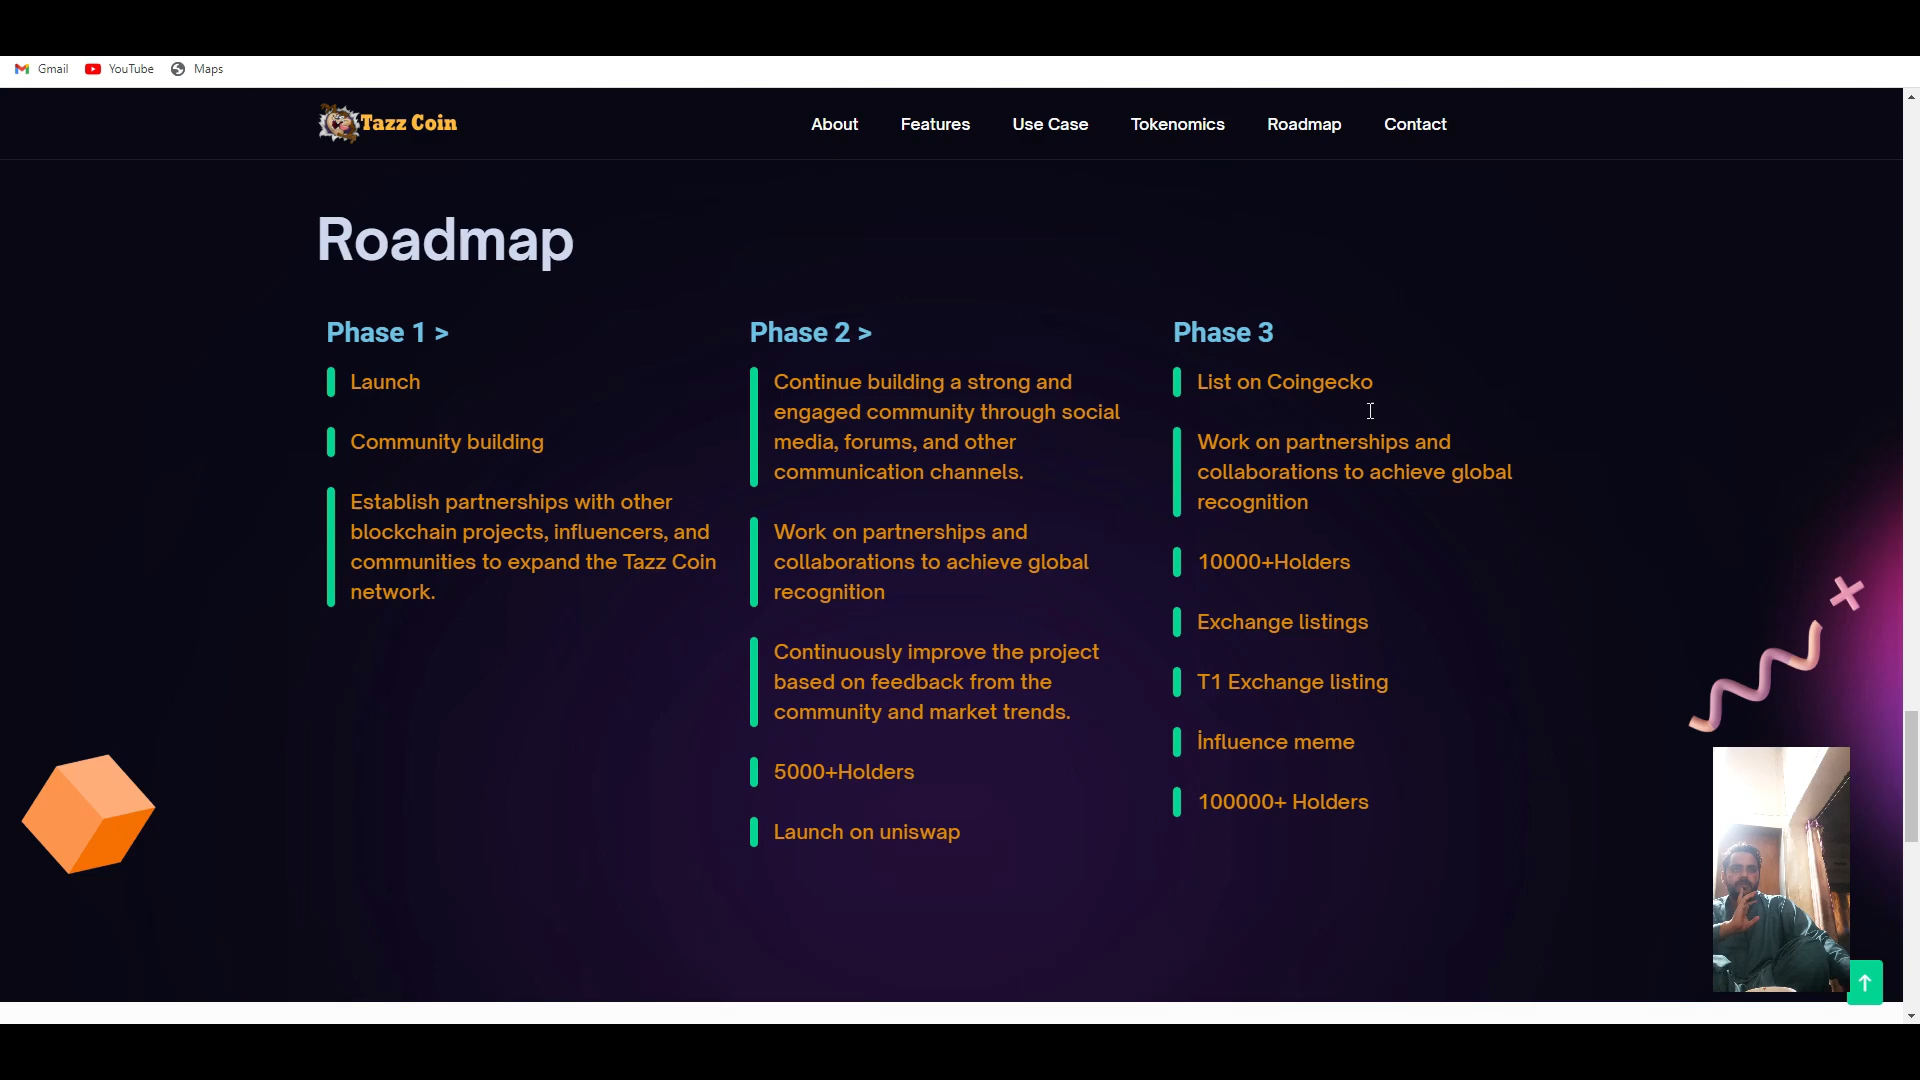 Gmail YouTube Maps
Tazz Coin About Features Use Case Tokenomics Roadmap Contact
Roadmap
Phase 1 >
Launch
Community building
Establish partnerships with other
blockchain projects, influencers, and
communities to expand the Tazz Coin
network.
Phase 2 >
Continue building a strong and
engaged community through social
media, forums, and other
communication channels.
Work on partnerships and
collaborations to achieve global
recognition
Continuously improve the project
based on feedback from the
community and market trends.
5000+Holders
Launch on uniswap
Phase 3
List on Coingecko
Work on partnerships and
collaborations to achieve global
recognition
10000+Holders
Exchange listings
T1 Exchange listing
İnfluence meme
100000+ Holders